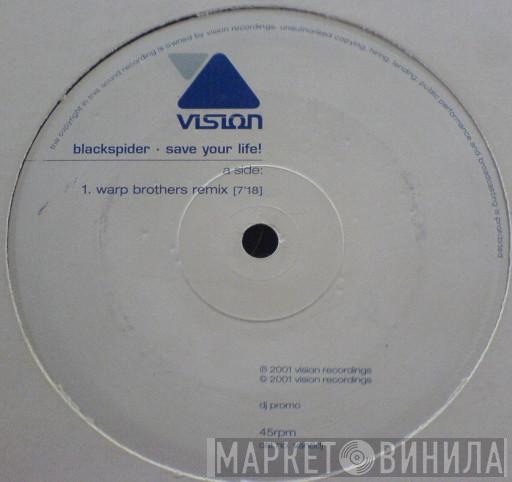 the copyright in this sound recording is owned by vision recordings. unauthorised copying, hiring, lending, public performance and broadcasting is prohibited
vision
blackspider · save your life!
a side:
1. warp brothers remix [7'18]
℗ 2001 vision recordings
© 2001 vision recordings
dj promo
45rpm
МАРКЕТ ВИНИЛА